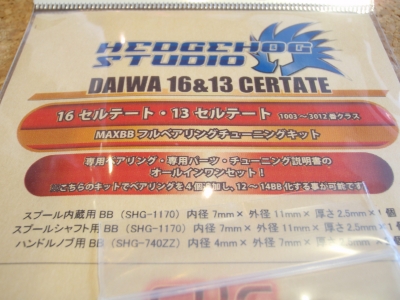 HEDGEHOG
STUDIO
DAIWA 16&13 CERTATE
16 セルテート・13 セルテート 1003～3012 番クラス
MAXBB フルベアリングチューニングキット
専用ベアリング・専用パーツ・チューニング説明書の
オールインワンセット！
※こちらのキットでベアリングを4個追加し、12～14BB 化する事が可能です
スプール内蔵用 BB（SHG-1170）内径 7mm× 外径 11mm× 厚さ 2.5mm×1 個
スプールシャフト用 BB（SHG-1170）内径 7mm× 外径 11mm× 厚さ 2.5mm×1 個
ハンドルノブ用 BB（SHG-740ZZ）内径 4mm× 外径 7mm× 厚さ 2.5mm×